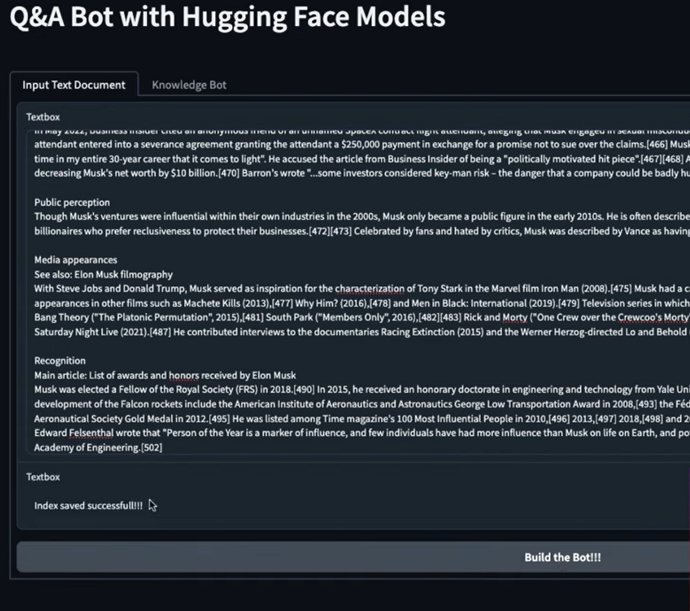 Q&A Bot with Hugging Face Models
Input Text Document
Knowledge Bot
Textbox
In May 2022, Business Insider cited an anonymous friend of an unnamed SpaceX contract flight attendant, alleging that Musk engaged in sexual
attendant entered into a severance agreement granting the attendant a $250,000 payment in exchange for a promise not to sue over the claims.[466] Musk
time in my entire 30-year career that it comes to light". He accused the article from Business Insider of being a "politically motivated hit piece".[467][468] A
decreasing Musk's net worth by $10 billion.[470] Barron's wrote "...some investors considered key-man risk – the danger that a company could be badly hu
Public perception
Though Musk's ventures were influential within their own industries in the 2000s, Musk only became a public figure in the early 2010s. He is often describe
billionaires who prefer reclusiveness to protect their businesses.[472][473] Celebrated by fans and hated by critics, Musk was described by Vance as having
Media appearances
See also: Elon Musk filmography
With Steve Jobs and Donald Trump, Musk served as inspiration for the characterization of Tony Stark in the Marvel film Iron Man (2008).[475] Musk had a c
appearances in other films such as Machete Kills (2013),[477] Why Him? (2016),[478] and Men in Black: International (2019).[479] Television series in which
Bang Theory ("The Platonic Permutation", 2015),[481] South Park ("Members Only", 2016),[482][483] Rick and Morty ("One Crew over the Crewcoo's Morty
Saturday Night Live (2021).[487] He contributed interviews to the documentaries Racing Extinction (2015) and the Werner Herzog-directed Lo and Behold
Recognition
Main article: List of awards and honors received by Elon Musk
Musk was elected a Fellow of the Royal Society (FRS) in 2018.[490] In 2015, he received an honorary doctorate in engineering and technology from Yale Uni
development of the Falcon rockets include the American Institute of Aeronautics and Astronautics George Low Transportation Award in 2008,[493] the Féd
Aeronautical Society Gold Medal in 2012.[495] He was listed among Time magazine's 100 Most Influential People in 2010,[496] 2013,[497] 2018,[498] and 2
Edward Felsenthal wrote that "Person of the Year is a marker of influence, and few individuals have had more influence than Musk on life on Earth, and po
Academy of Engineering.[502]
Textbox
Index saved successfull!!!
Build the Bot!!!